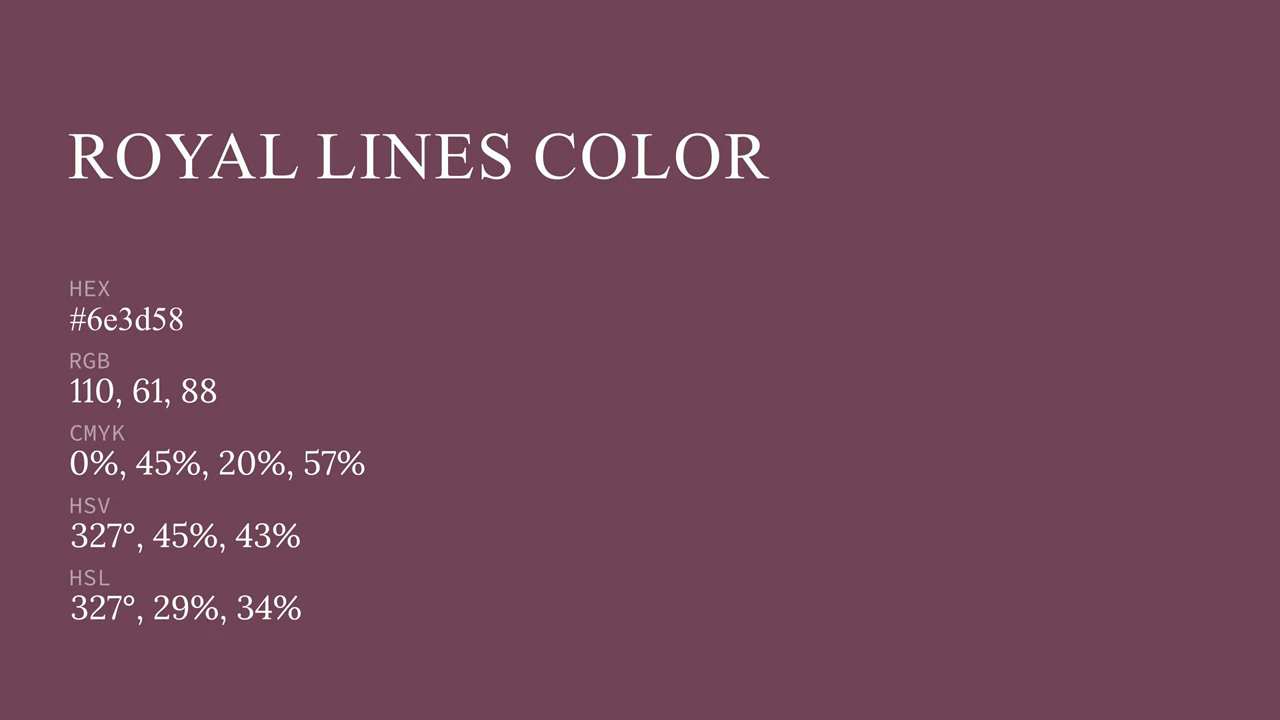 ROYAL LINES COLOR
HEX
#6e3d58
RGB
110, 61, 88
CMYK
0%, 45%, 20%, 57%
HSV
327°, 45%, 43%
HSL
327°, 29%, 34%